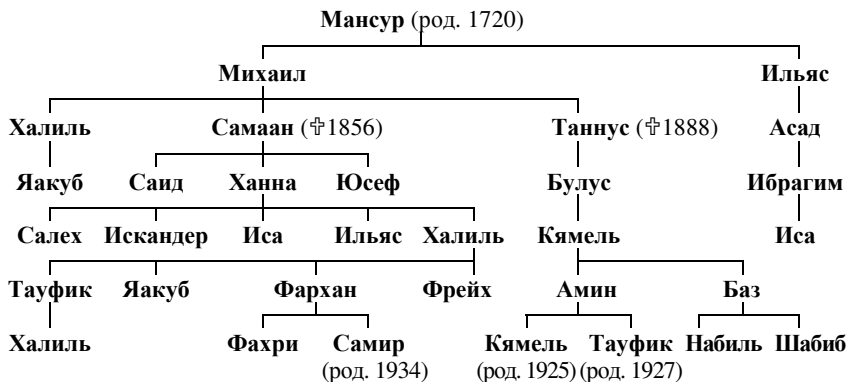 Мансур (род. 1720)
Михаил Ильяс
Халиль Самаан (✞1856) Таннус (✞1888) Асад
Яакуб Саид Ханна Юсеф Булус Ибрагим
Салех Искандер Иса Ильяс Халиль Кямель Иса
Тауфик Яакуб Фархан Фрейх Амин Баз
Халиль Фахри Самир Кямель Тауфик Набиль Шабиб
(род. 1934) (род. 1925) (род. 1927)